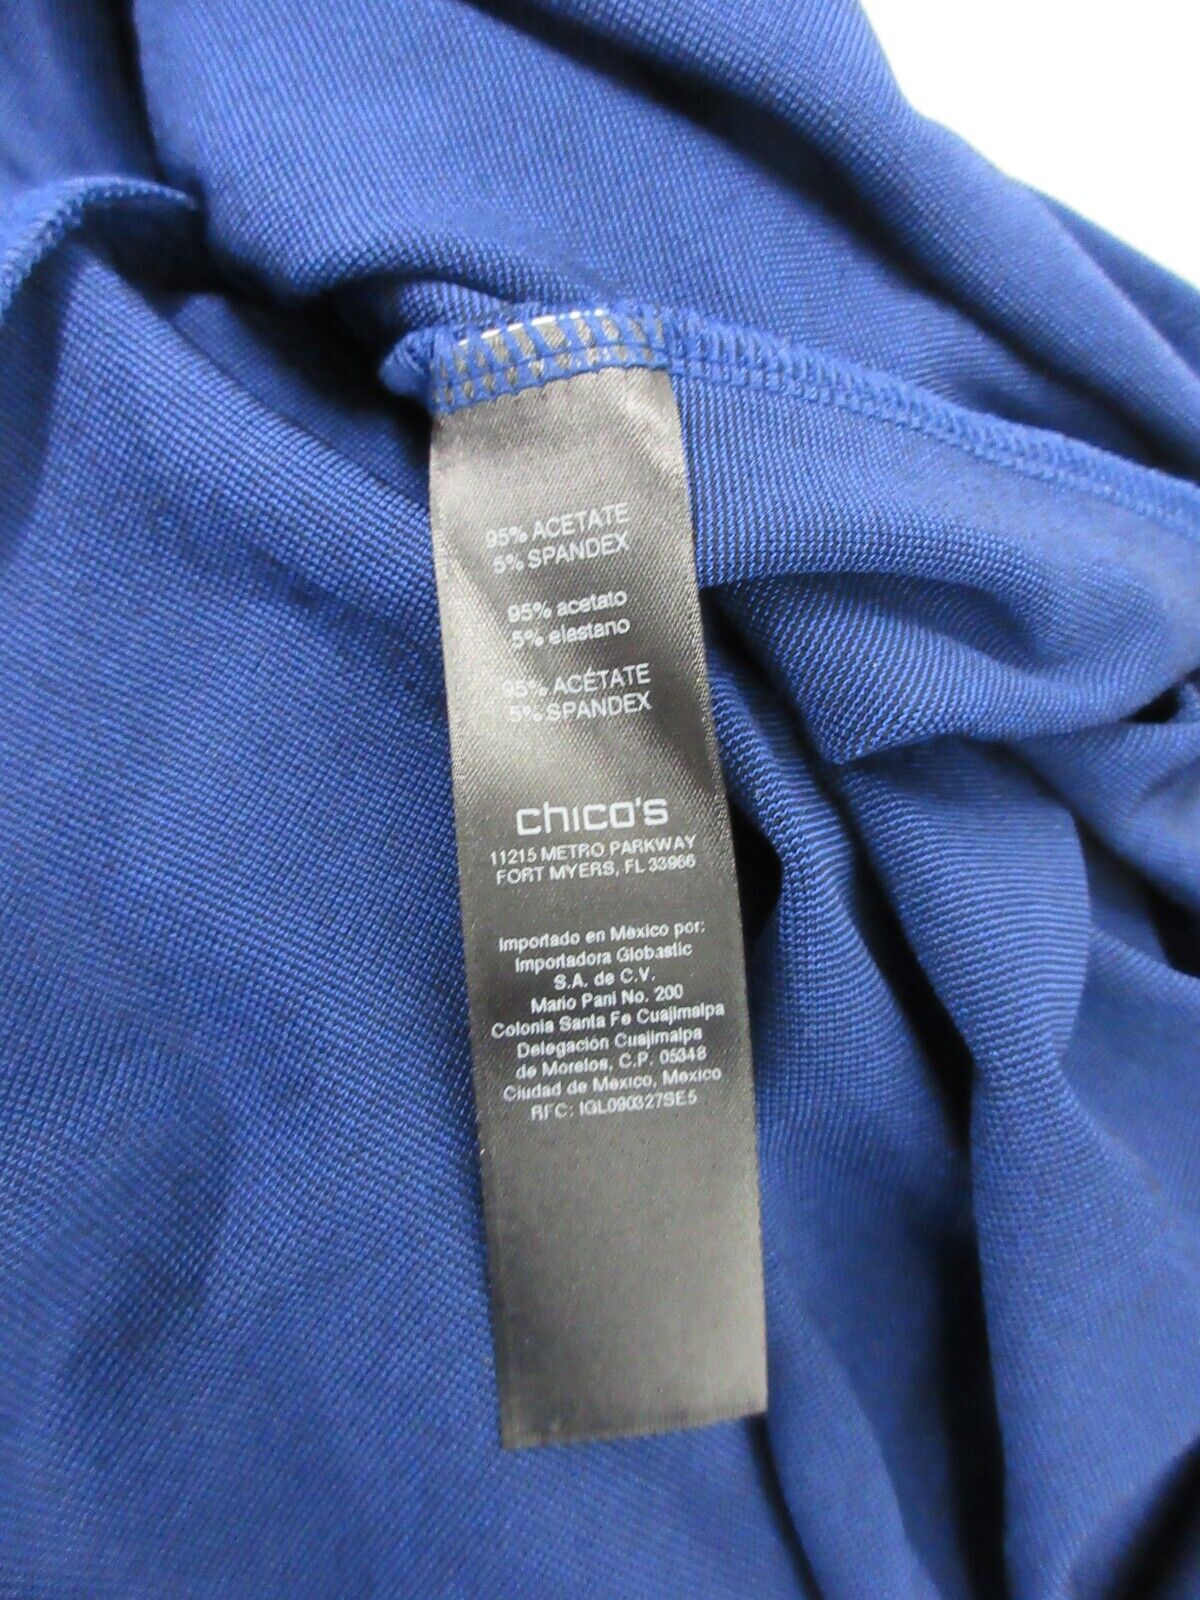 95% ACETATE
5% SPANDEX
95% acetato
5% elastano
95% ACÉTATE
5% SPANDEX
chico's
11215 METRO PARKWAY
FORT MYERS, FL 33966
Importado en Mexico por:
Importadora Globastic
S.A. de C.V.
Mario Pani No. 200
Colonia Santa Fe Cuajimalpa
Delegación Cuajimalpa
de Morelos, C.P. 05348
Ciudad de Mexico, Mexico
RFC: IGL090327SE5